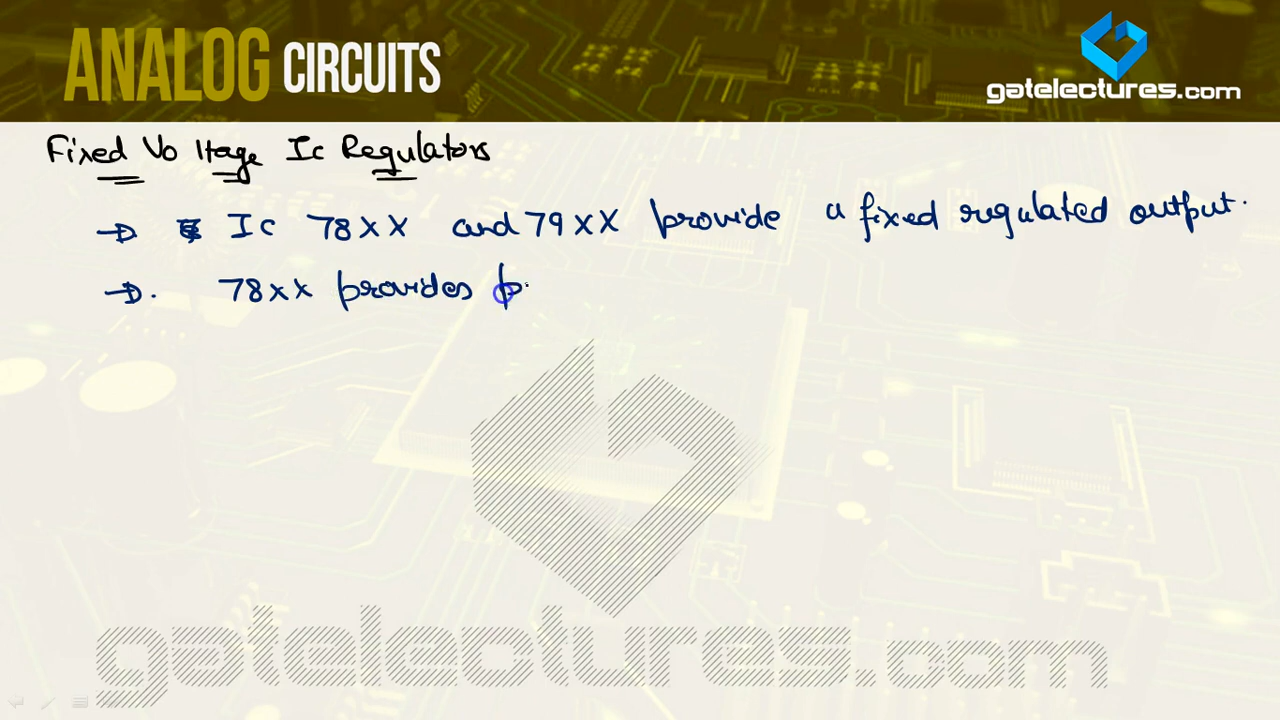 ANALOG CIRCUITS
gatelectures.com
Fixed Voltage Ic Regulators
→ Ic 78XX and 79XX provide a fixed regulated output.
→. 78XX provides p
gatelectures.com